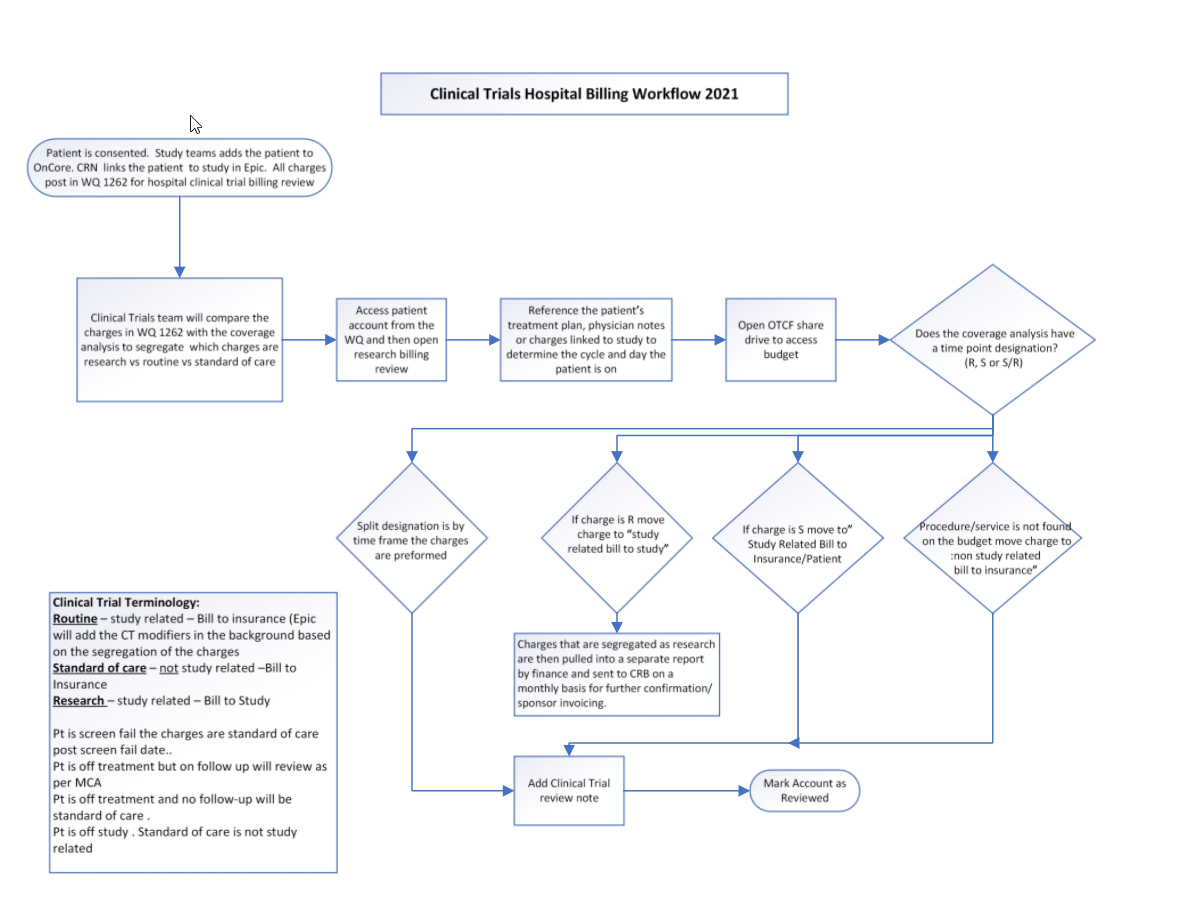 Clinical Trials Hospital Billing Workflow 2021
Patient is consented. Study teams adds the patient to
OnCore. CRN links the patient to study in Epic. All charges
post in WQ 1262 for hospital clinical trial billing review
Clinical Trials team will compare the
charges in WQ 1262 with the coverage
analysis to segregate which charges are
research vs routine vs standard of care
Access patient
account from the
WQ and then open
research billing
review
Reference the patient's
treatment plan, physician notes
or charges linked to study to
determine the cycle and day the
patient is on
Open OTCF share
drive to access
budget
Does the coverage analysis have
a time point designation?
(R, S or S/R)
Split designation is by
time frame the charges
are preformed
If charge is R move
charge to “study
related bill to study”
If charge is S move to”
Study Related Bill to
Insurance/Patient
Procedure/service is not found
on the budget move charge to
:non study related
bill to insurance”
Charges that are segregated as research
are then pulled into a separate report
by finance and sent to CRB on a
monthly basis for further confirmation/
sponsor invoicing.
Add Clinical Trial
review note
Mark Account as
Reviewed
Clinical Trial Terminology:
Routine – study related – Bill to insurance (Epic
will add the CT modifiers in the background based
on the segregation of the charges
Standard of care – not study related –Bill to
Insurance
Research – study related – Bill to Study
Pt is screen fail the charges are standard of care
post screen fail date..
Pt is off treatment but on follow up will review as
per MCA
Pt is off treatment and no follow-up will be
standard of care .
Pt is off study . Standard of care is not study
related